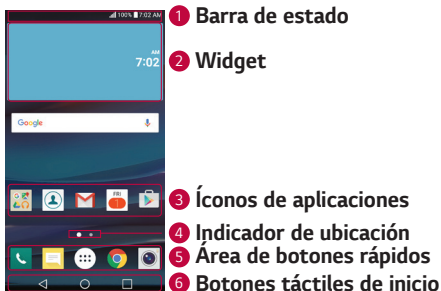 100% 7:02 AM
1 Barra de estado
AM
7:02
2 Widget
Google
FRI
1
3 Íconos de aplicaciones
4 Indicador de ubicación
5 Área de botones rápidos
6 Botones táctiles de inicio